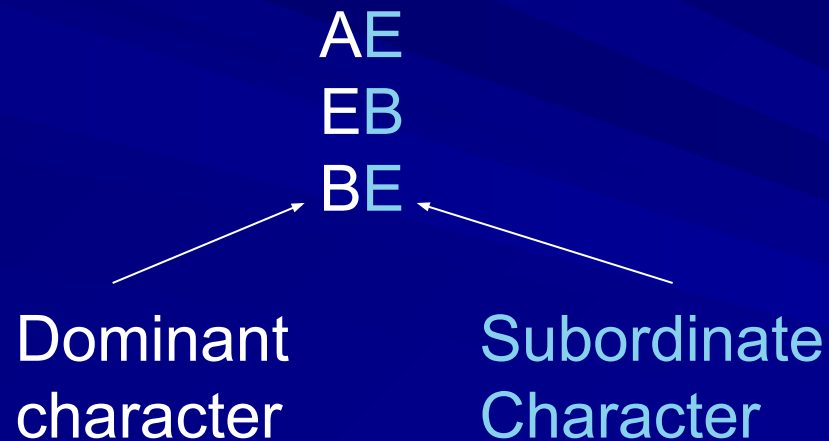 AE
EB
BE
Dominant
character
Subordinate
Character